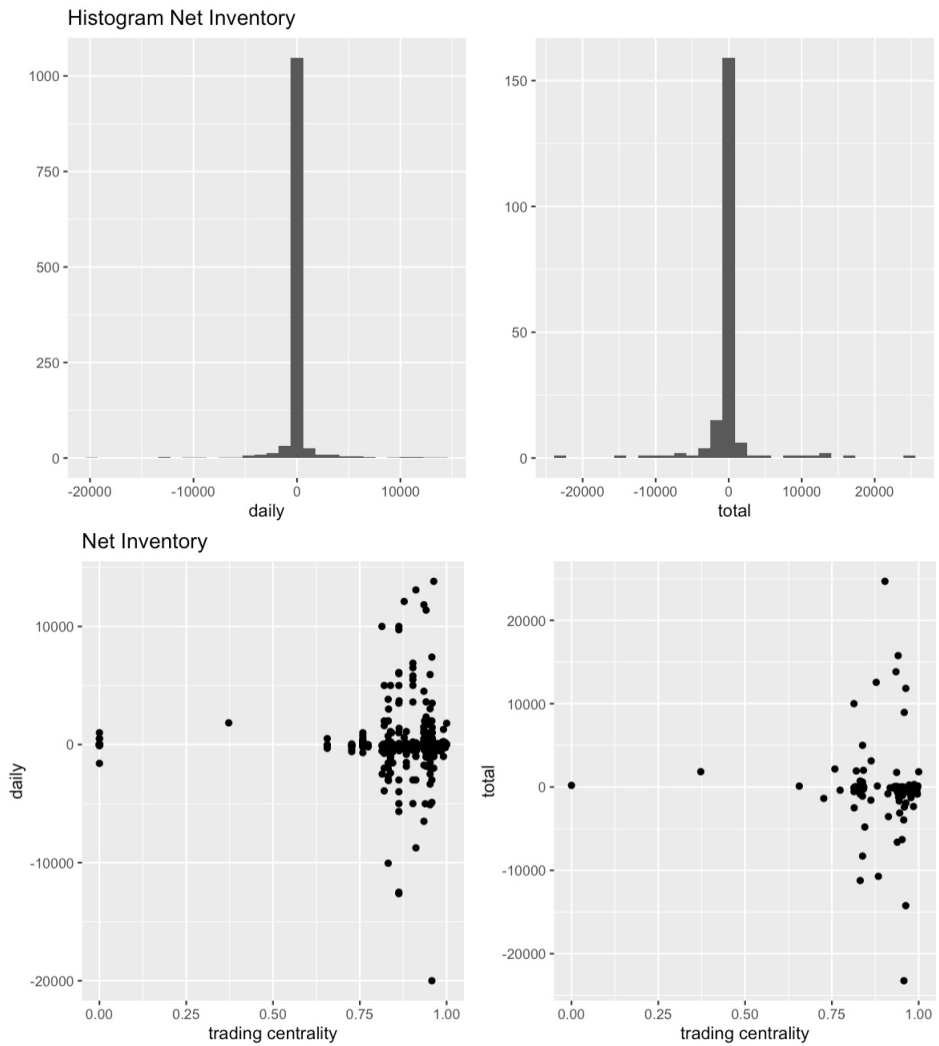 Histogram Net Inventory
1000
750
500
250
0
-20000 -10000 0 10000
daily
150
100
50
0
-20000 -10000 0 10000 20000
total
Net Inventory
10000
0
-10000
-20000
daily
0.00 0.25 0.50 0.75 1.00
trading centrality
20000
10000
0
-10000
-20000
total
0.00 0.25 0.50 0.75 1.00
trading centrality